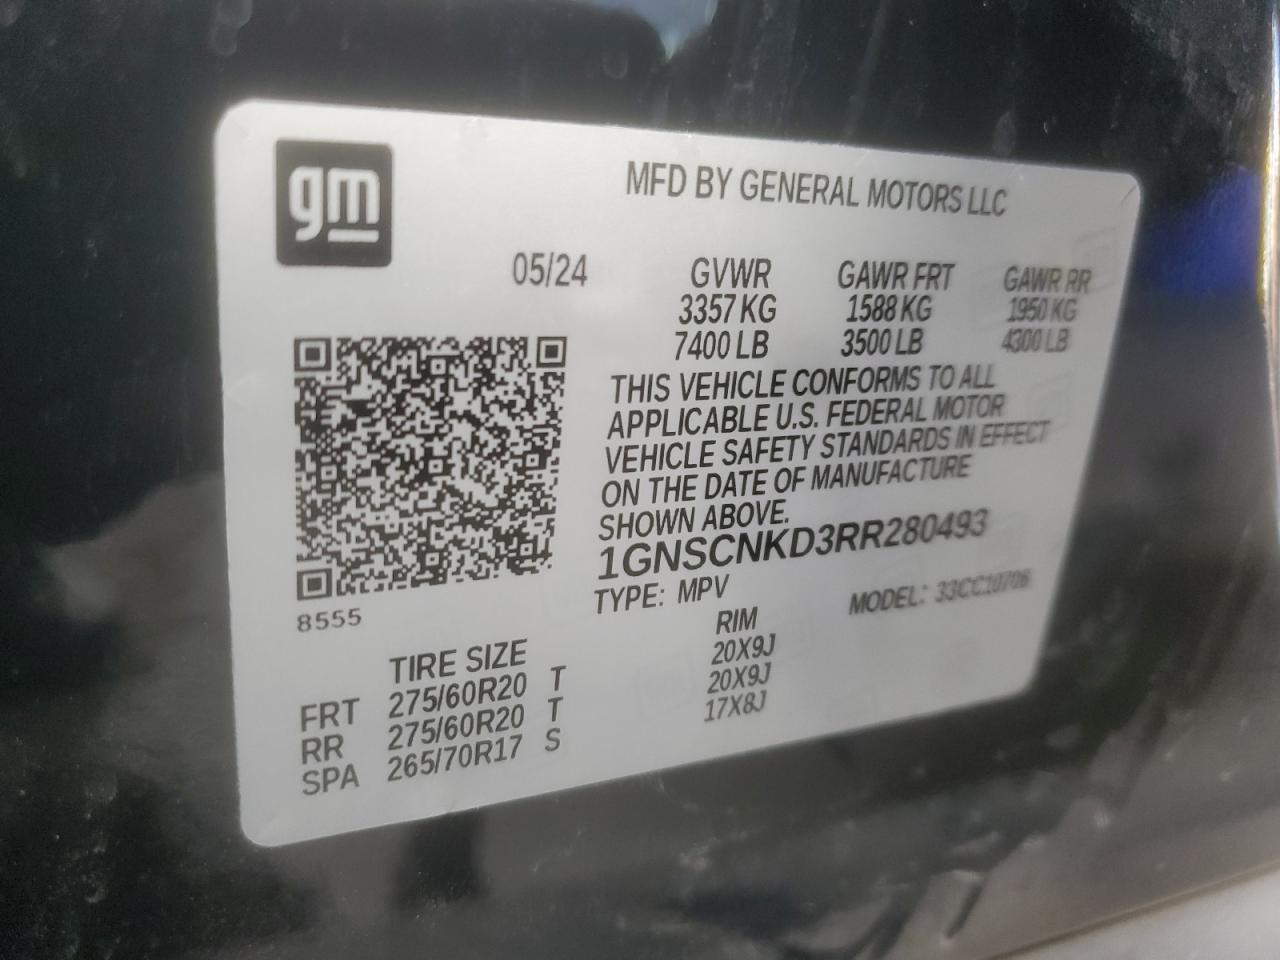 gm
MFD BY GENERAL MOTORS LLC
05/24 GVWR GAWR FRT GAWR RR
3357 KG 1588 KG 1950 KG
7400 LB 3500 LB 4300 LB
THIS VEHICLE CONFORMS TO ALL
APPLICABLE U.S. FEDERAL MOTOR
VEHICLE SAFETY STANDARDS IN EFFECT
ON THE DATE OF MANUFACTURE
SHOWN ABOVE.
1GNSCNKD3RR280493
TYPE: MPV MODEL: 33CC10706
8555
TIRE SIZE RIM
FRT 275/60R20 T 20X9J
RR 275/60R20 T 20X9J
SPA 265/70R17 S 17X8J